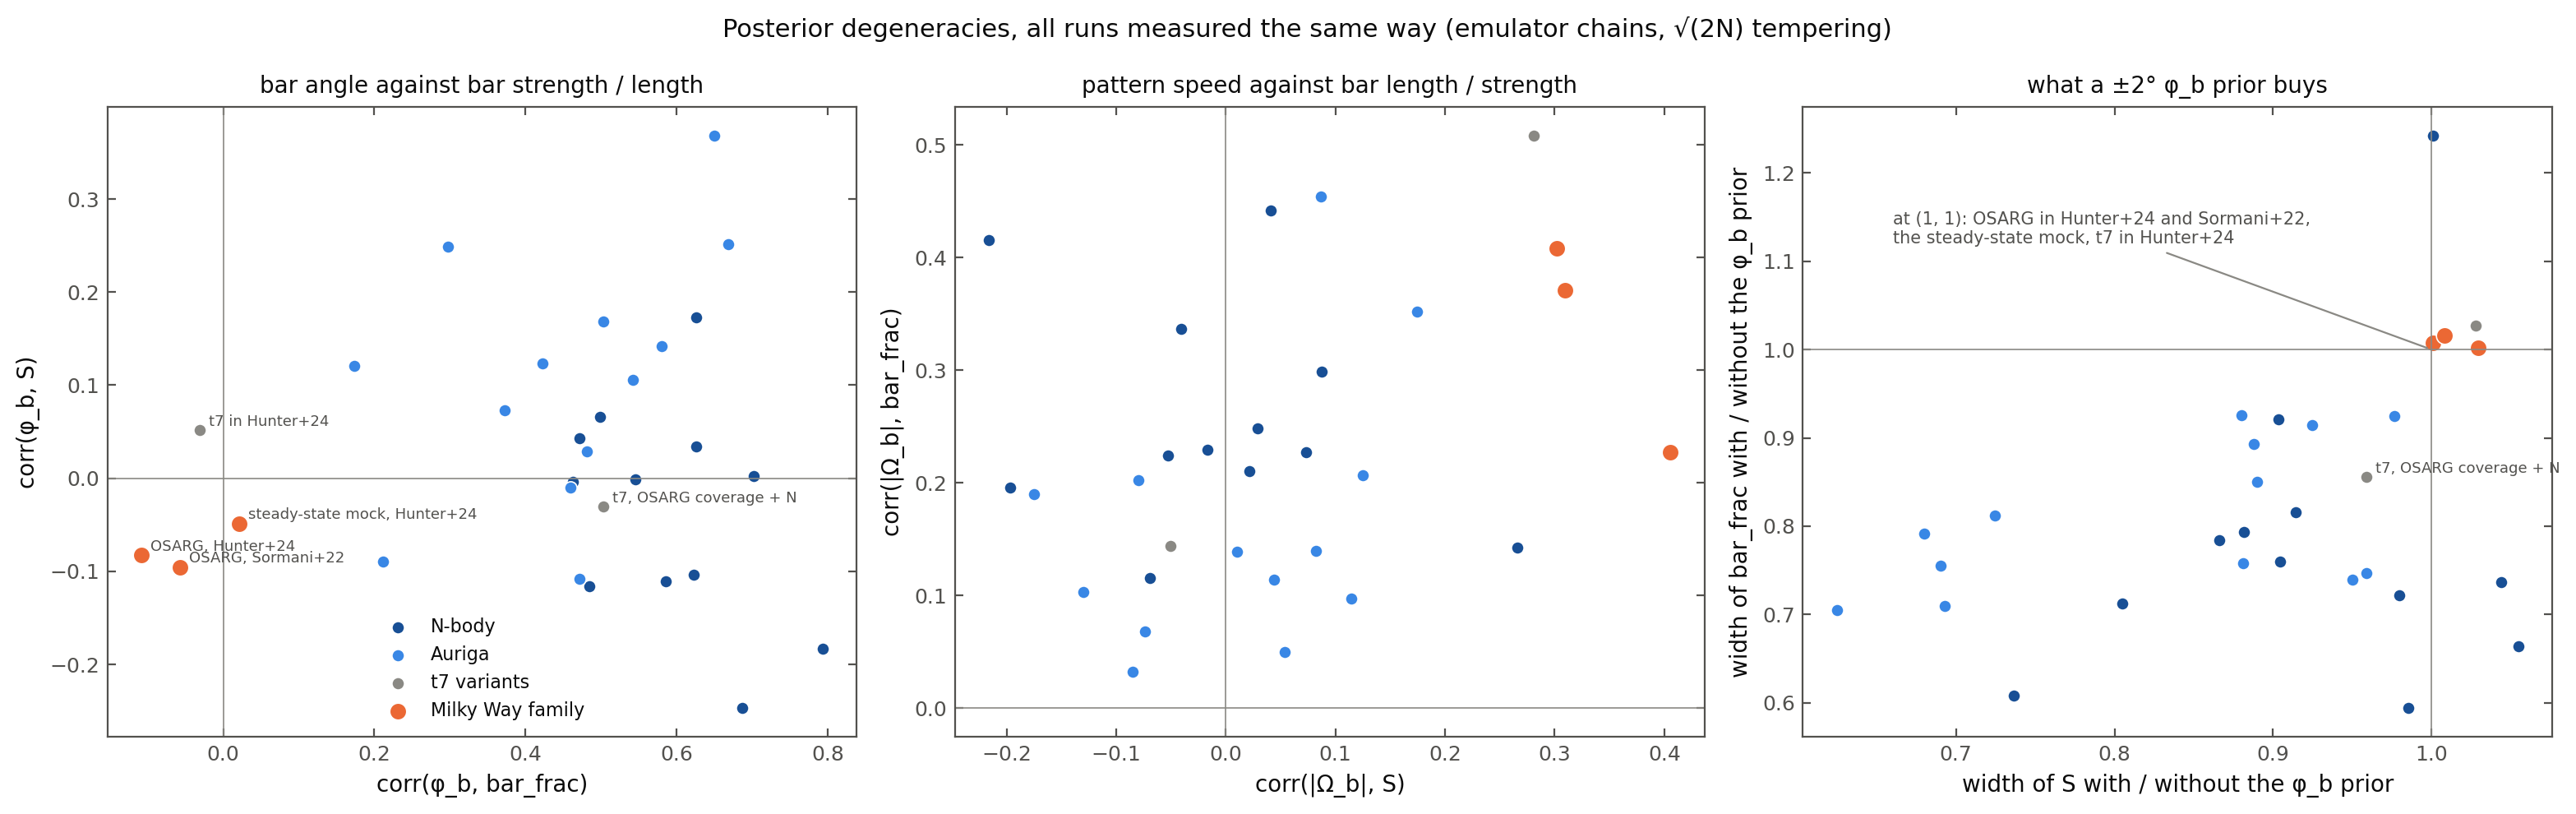 Posterior degeneracies, all runs measured the same way (emulator chains, √(2N) tempering)
bar angle against bar strength / length
corr(φ_b, S)
0.3
0.2
0.1
0.0
−0.1
−0.2
t7 in Hunter+24
t7, OSARG coverage + N
steady-state mock, Hunter+24
OSARG, Hunter+24
OSARG, Sormani+22
N-body
Auriga
t7 variants
Milky Way family
0.0 0.2 0.4 0.6 0.8
corr(φ_b, bar_frac)
pattern speed against bar length / strength
corr(|Ω_b|, bar_frac)
0.5
0.4
0.3
0.2
0.1
0.0
−0.2 −0.1 0.0 0.1 0.2 0.3 0.4
corr(|Ω_b|, S)
what a ±2° φ_b prior buys
width of bar_frac with / without the φ_b prior
1.2
1.1
1.0
0.9
0.8
0.7
0.6
at (1, 1): OSARG in Hunter+24 and Sormani+22,
the steady-state mock, t7 in Hunter+24
t7, OSARG coverage + N
0.7 0.8 0.9 1.0
width of S with / without the φ_b prior